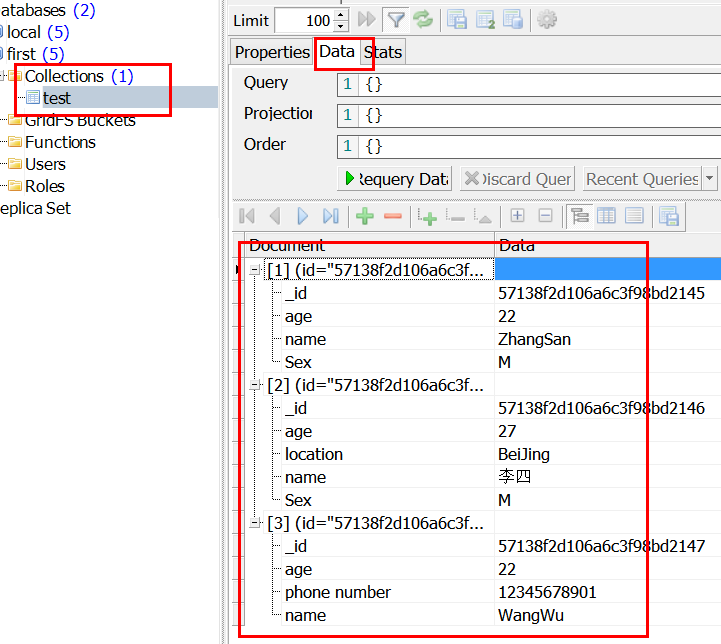 atabases (2)
local (5)
first (5)
Collections (1)
test
GridFS Buckets
Functions
Users
Roles
eplica Set
Limit 100
Properties Data Stats
Query 1 {}
Projection 1 {}
Order 1 {}
Requery Data Discard Quer Recent Queries
Document Data
[1] (id="57138f2d106a6c3f...
_id 57138f2d106a6c3f98bd2145
age 22
name ZhangSan
Sex M
[2] (id="57138f2d106a6c3f...
_id 57138f2d106a6c3f98bd2146
age 27
location BeiJing
name 李四
Sex M
[3] (id="57138f2d106a6c3f...
_id 57138f2d106a6c3f98bd2147
age 22
phone number 12345678901
name WangWu